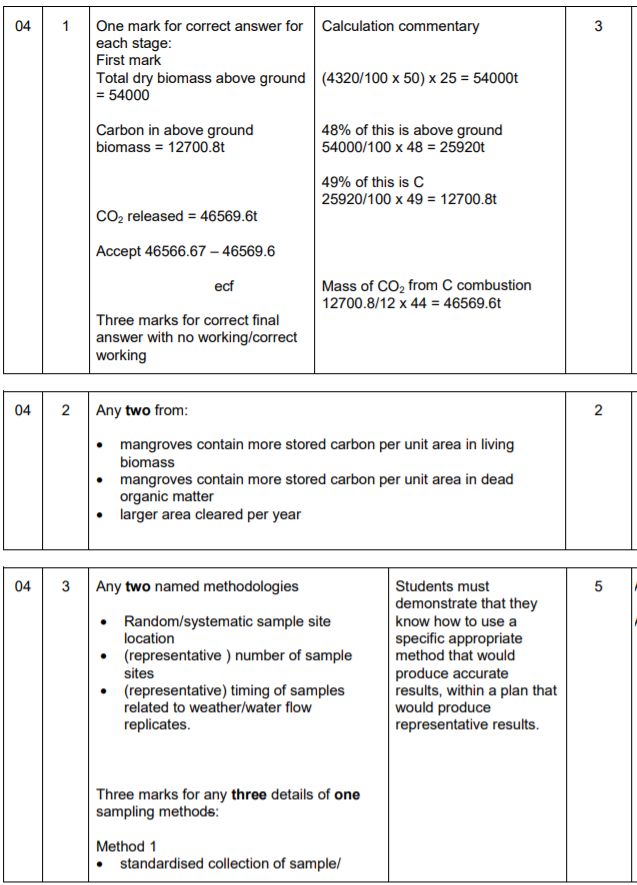 04 1 One mark for correct answer for Calculation commentary 3
each stage:
First mark
Total dry biomass above ground (4320/100 x 50) x 25 = 54000t
= 54000
Carbon in above ground 48% of this is above ground
biomass = 12700.8t 54000/100 x 48 = 25920t
49% of this is C
25920/100 x 49 = 12700.8t
CO₂ released = 46569.6t
Accept 46566.67 – 46569.6
ecf Mass of CO₂ from C combustion
12700.8/12 x 44 = 46569.6t
Three marks for correct final
answer with no working/correct
working
04 2 Any two from: 2
• mangroves contain more stored carbon per unit area in living
biomass
• mangroves contain more stored carbon per unit area in dead
organic matter
• larger area cleared per year
04 3 Any two named methodologies Students must 5
demonstrate that they
• Random/systematic sample site know how to use a
location specific appropriate
• (representative ) number of sample method that would
sites produce accurate
• (representative) timing of samples results, within a plan that
related to weather/water flow would produce
replicates. representative results.
Three marks for any three details of one
sampling methods:
Method 1
• standardised collection of sample/